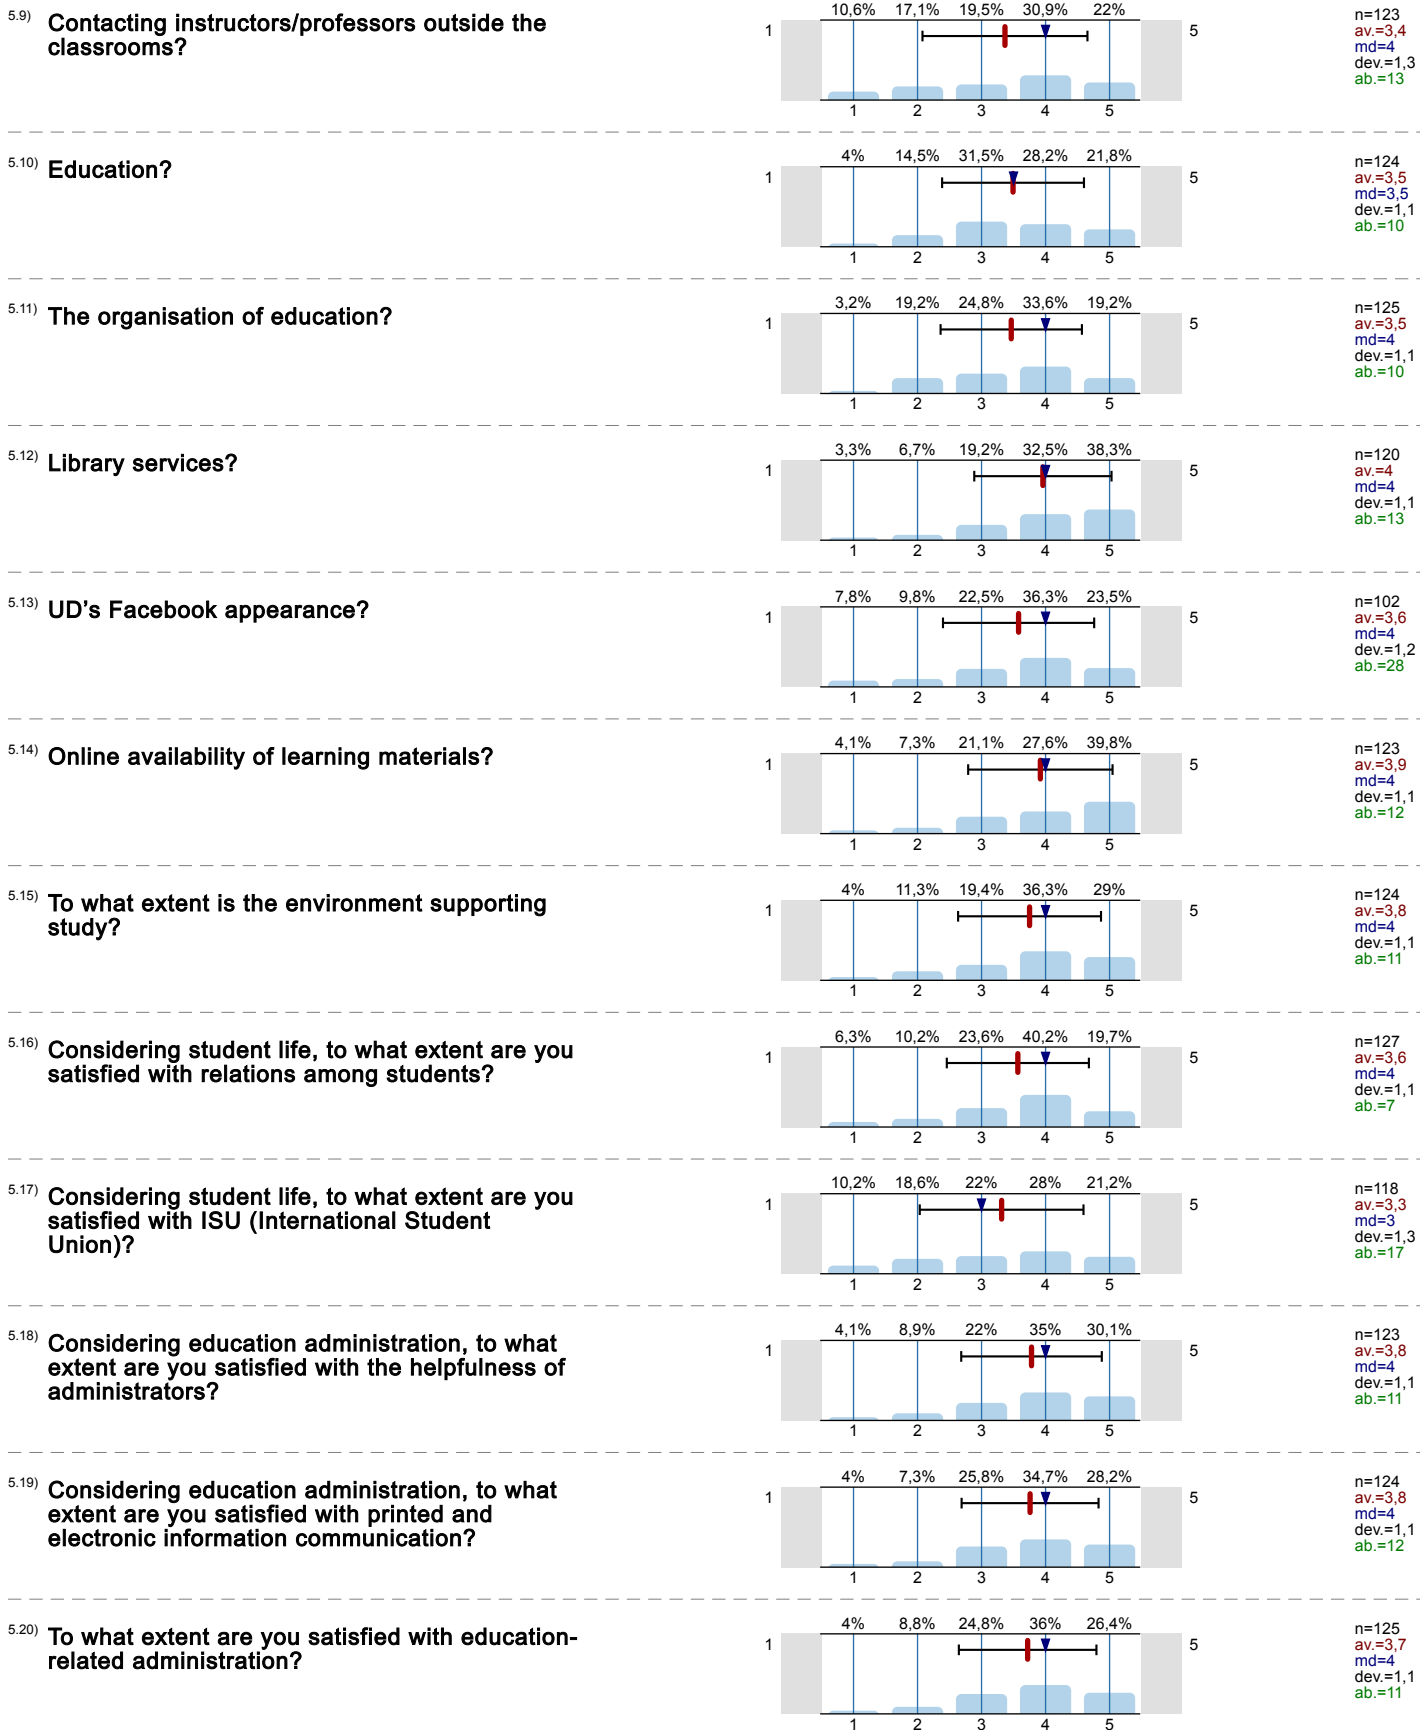 5.9) Contacting instructors/professors outside the
classrooms?
10,6% 17,1% 19,5% 30,9% 22%
1 5
1 2 3 4 5
n=123
av.=3,4
md=4
dev.=1,3
ab.=13
5.10) Education?
4% 14,5% 31,5% 28,2% 21,8%
1 5
1 2 3 4 5
n=124
av.=3,5
md=3,5
dev.=1,1
ab.=10
5.11) The organisation of education?
3,2% 19,2% 24,8% 33,6% 19,2%
1 5
1 2 3 4 5
n=125
av.=3,5
md=4
dev.=1,1
ab.=10
5.12) Library services?
3,3% 6,7% 19,2% 32,5% 38,3%
1 5
1 2 3 4 5
n=120
av.=4
md=4
dev.=1,1
ab.=13
5.13) UD's Facebook appearance?
7,8% 9,8% 22,5% 36,3% 23,5%
1 5
1 2 3 4 5
n=102
av.=3,6
md=4
dev.=1,2
ab.=28
5.14) Online availability of learning materials?
4,1% 7,3% 21,1% 27,6% 39,8%
1 5
1 2 3 4 5
n=123
av.=3,9
md=4
dev.=1,1
ab.=12
5.15) To what extent is the environment supporting
study?
4% 11,3% 19,4% 36,3% 29%
1 5
1 2 3 4 5
n=124
av.=3,8
md=4
dev.=1,1
ab.=11
5.16) Considering student life, to what extent are you
satisfied with relations among students?
6,3% 10,2% 23,6% 40,2% 19,7%
1 5
1 2 3 4 5
n=127
av.=3,6
md=4
dev.=1,1
ab.=7
5.17) Considering student life, to what extent are you
satisfied with ISU (International Student
Union)?
10,2% 18,6% 22% 28% 21,2%
1 5
1 2 3 4 5
n=118
av.=3,3
md=3
dev.=1,3
ab.=17
5.18) Considering education administration, to what
extent are you satisfied with the helpfulness of
administrators?
4,1% 8,9% 22% 35% 30,1%
1 5
1 2 3 4 5
n=123
av.=3,8
md=4
dev.=1,1
ab.=11
5.19) Considering education administration, to what
extent are you satisfied with printed and
electronic information communication?
4% 7,3% 25,8% 34,7% 28,2%
1 5
1 2 3 4 5
n=124
av.=3,8
md=4
dev.=1,1
ab.=12
5.20) To what extent are you satisfied with education-
related administration?
4% 8,8% 24,8% 36% 26,4%
1 5
1 2 3 4 5
n=125
av.=3,7
md=4
dev.=1,1
ab.=11